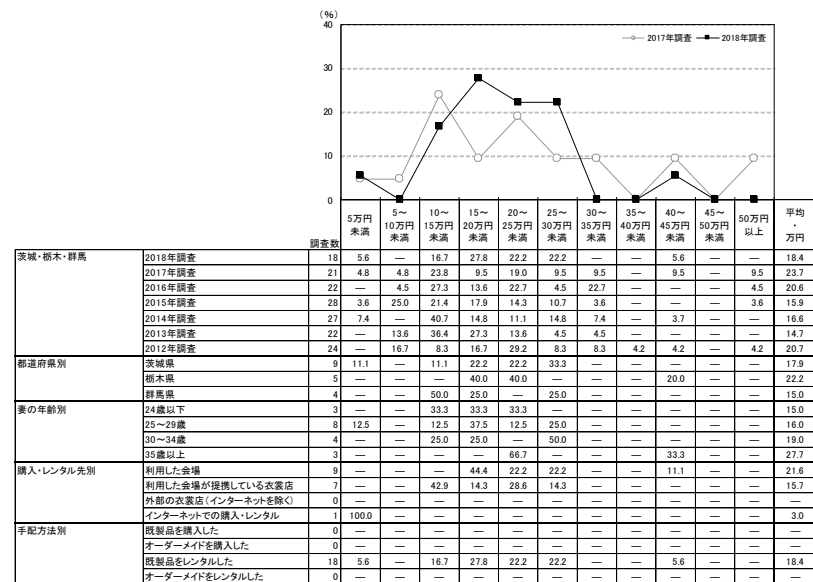 (%)
40
30
20
10
0
2017年調査 2018年調査
調査数 5万円未満 5～10万円未満 10～15万円未満 15～20万円未満 20～25万円未満 25～30万円未満 30～35万円未満 35～40万円未満 40～45万円未満 45～50万円未満 50万円以上 平均・万円
茨城・栃木・群馬 2018年調査 18 5.6 — 16.7 27.8 22.2 22.2 — — 5.6 — — 18.4
2017年調査 21 4.8 4.8 23.8 9.5 19.0 9.5 9.5 — 9.5 — 9.5 23.7
2016年調査 22 — 4.5 27.3 13.6 22.7 4.5 22.7 — — — 4.5 20.6
2015年調査 28 3.6 25.0 21.4 17.9 14.3 10.7 3.6 — — — 3.6 15.9
2014年調査 27 7.4 — 40.7 14.8 11.1 14.8 7.4 — 3.7 — — 16.6
2013年調査 22 — 13.6 36.4 27.3 13.6 4.5 4.5 — — — — 14.7
2012年調査 24 — 16.7 8.3 16.7 29.2 8.3 8.3 4.2 4.2 — 4.2 20.7
都道府県別 茨城県 9 11.1 — 11.1 22.2 22.2 33.3 — — — — — 17.9
栃木県 5 — — — 40.0 40.0 — — — 20.0 — — 22.2
群馬県 4 — — 50.0 25.0 — 25.0 — — — — — 15.0
妻の年齢別 24歳以下 3 — — 33.3 33.3 33.3 — — — — — — 15.0
25～29歳 8 12.5 — 12.5 37.5 12.5 25.0 — — — — — 16.0
30～34歳 4 — — 25.0 25.0 — 50.0 — — — — — 19.0
35歳以上 3 — — — — 66.7 — — — 33.3 — — 27.7
購入・レンタル先別 利用した会場 9 — — — 44.4 22.2 22.2 — — 11.1 — — 21.6
利用した会場が提携している衣裳店 7 — — 42.9 14.3 28.6 14.3 — — — — — 15.7
外部の衣裳店(インターネットを除く) 0 — — — — — — — — — — — —
インターネットでの購入・レンタル 1 100.0 — — — — — — — — — — 3.0
手配方法別 既製品を購入した 0 — — — — — — — — — — — —
オーダーメイドを購入した 0 — — — — — — — — — — — —
既製品をレンタルした 18 5.6 — 16.7 27.8 22.2 22.2 — — 5.6 — — 18.4
オーダーメイドをレンタルした 0 — — — — — — — — — — — —